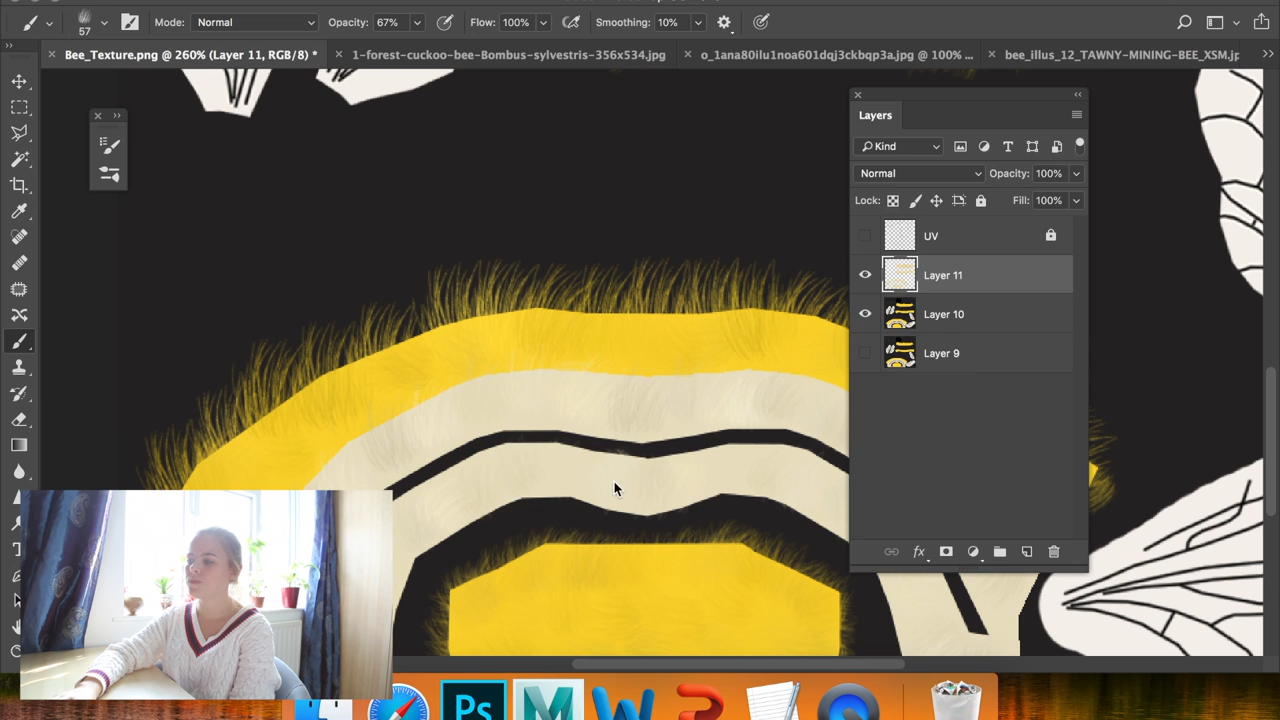 57 Mode: Normal Opacity: 67% Flow: 100% Smoothing: 10%
Bee_Texture.png @ 260% (Layer 11, RGB/8) * 1-forest-cuckoo-bee-Bombus-sylvestris-356x534.jpg o_1ana80ilu1noa601dqj3ckbqp3a.jpg @ 100% ... bee_illus_12_TAWNY-MINING-BEE_XSM.jp
Layers
Kind
Normal Opacity: 100%
Lock: Fill: 100%
UV
Layer 11
Layer 10
Layer 9
fx
Ps